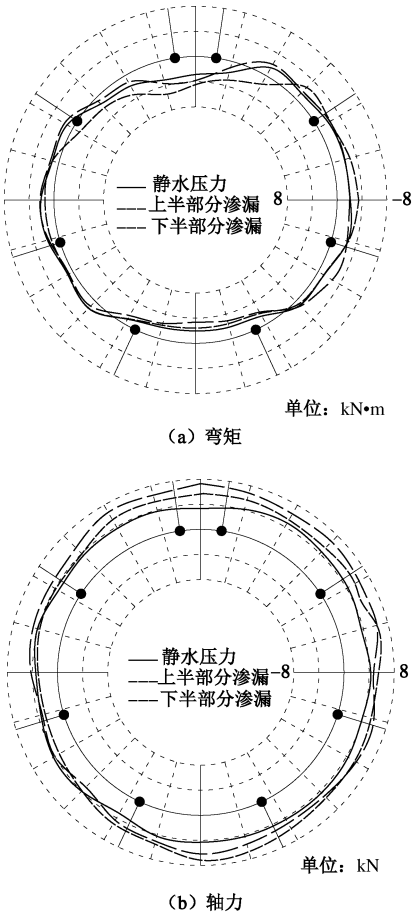 静水压力
上半部分渗漏
下半部分渗漏
8
-8
单位：kN•m
（a）弯矩
静水压力
上半部分渗漏
下半部分渗漏
-8
8
单位：kN
（b）轴力